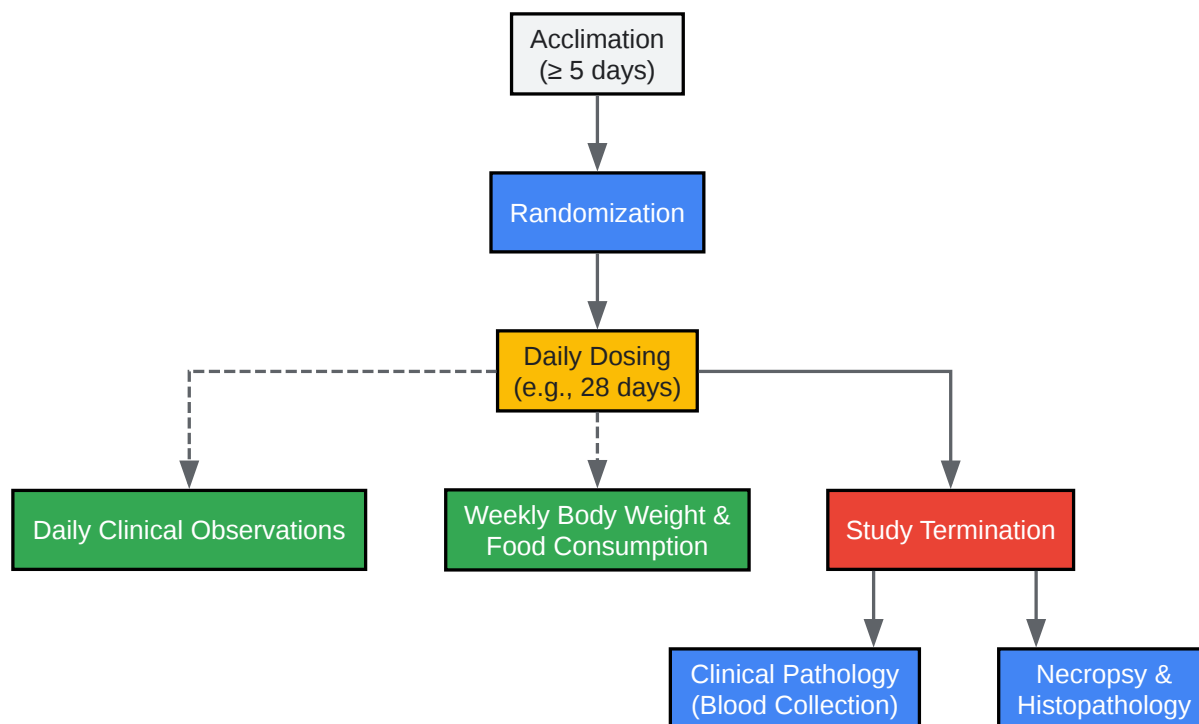 Acclimation
(≥ 5 days)
Randomization
Daily Dosing
(e.g., 28 days)
Daily Clinical Observations
Weekly Body Weight &
Food Consumption
Study Termination
Clinical Pathology
(Blood Collection)
Necropsy &
Histopathology